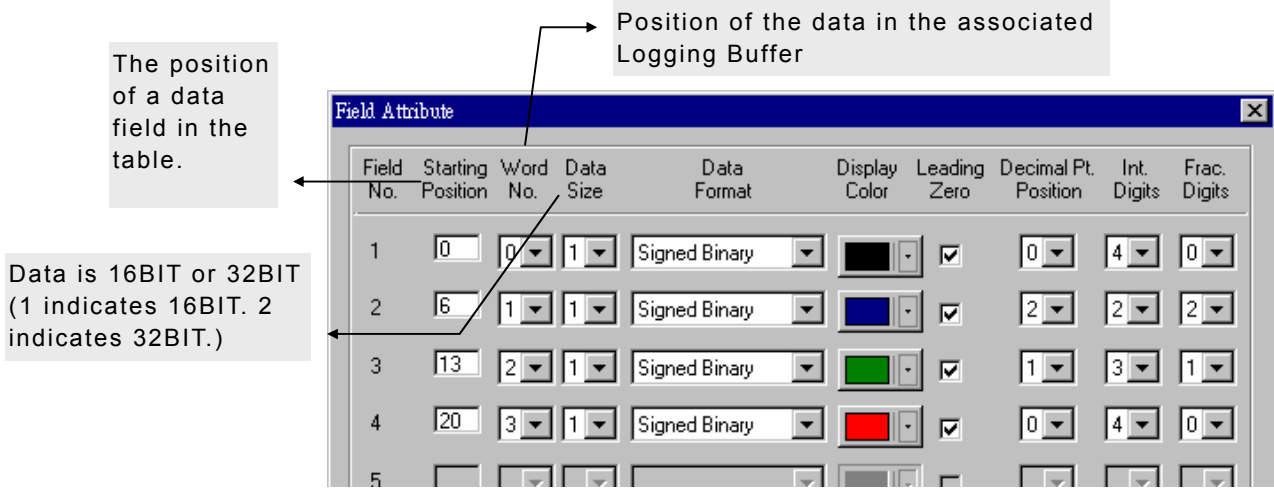 Position of the data in the associated
Logging Buffer
The position
of a data
field in the
table.
Data is 16BIT or 32BIT
(1 indicates 16BIT. 2
indicates 32BIT.)
Field Attribute
Field No. Starting Position Word No. Data Size Data Format Display Color Leading Zero Decimal Pt. Position Int. Digits Frac. Digits
1 0 0 1 Signed Binary 0 4 0
2 6 1 1 Signed Binary 2 2 2
3 13 2 1 Signed Binary 1 3 1
4 20 3 1 Signed Binary 0 4 0
5